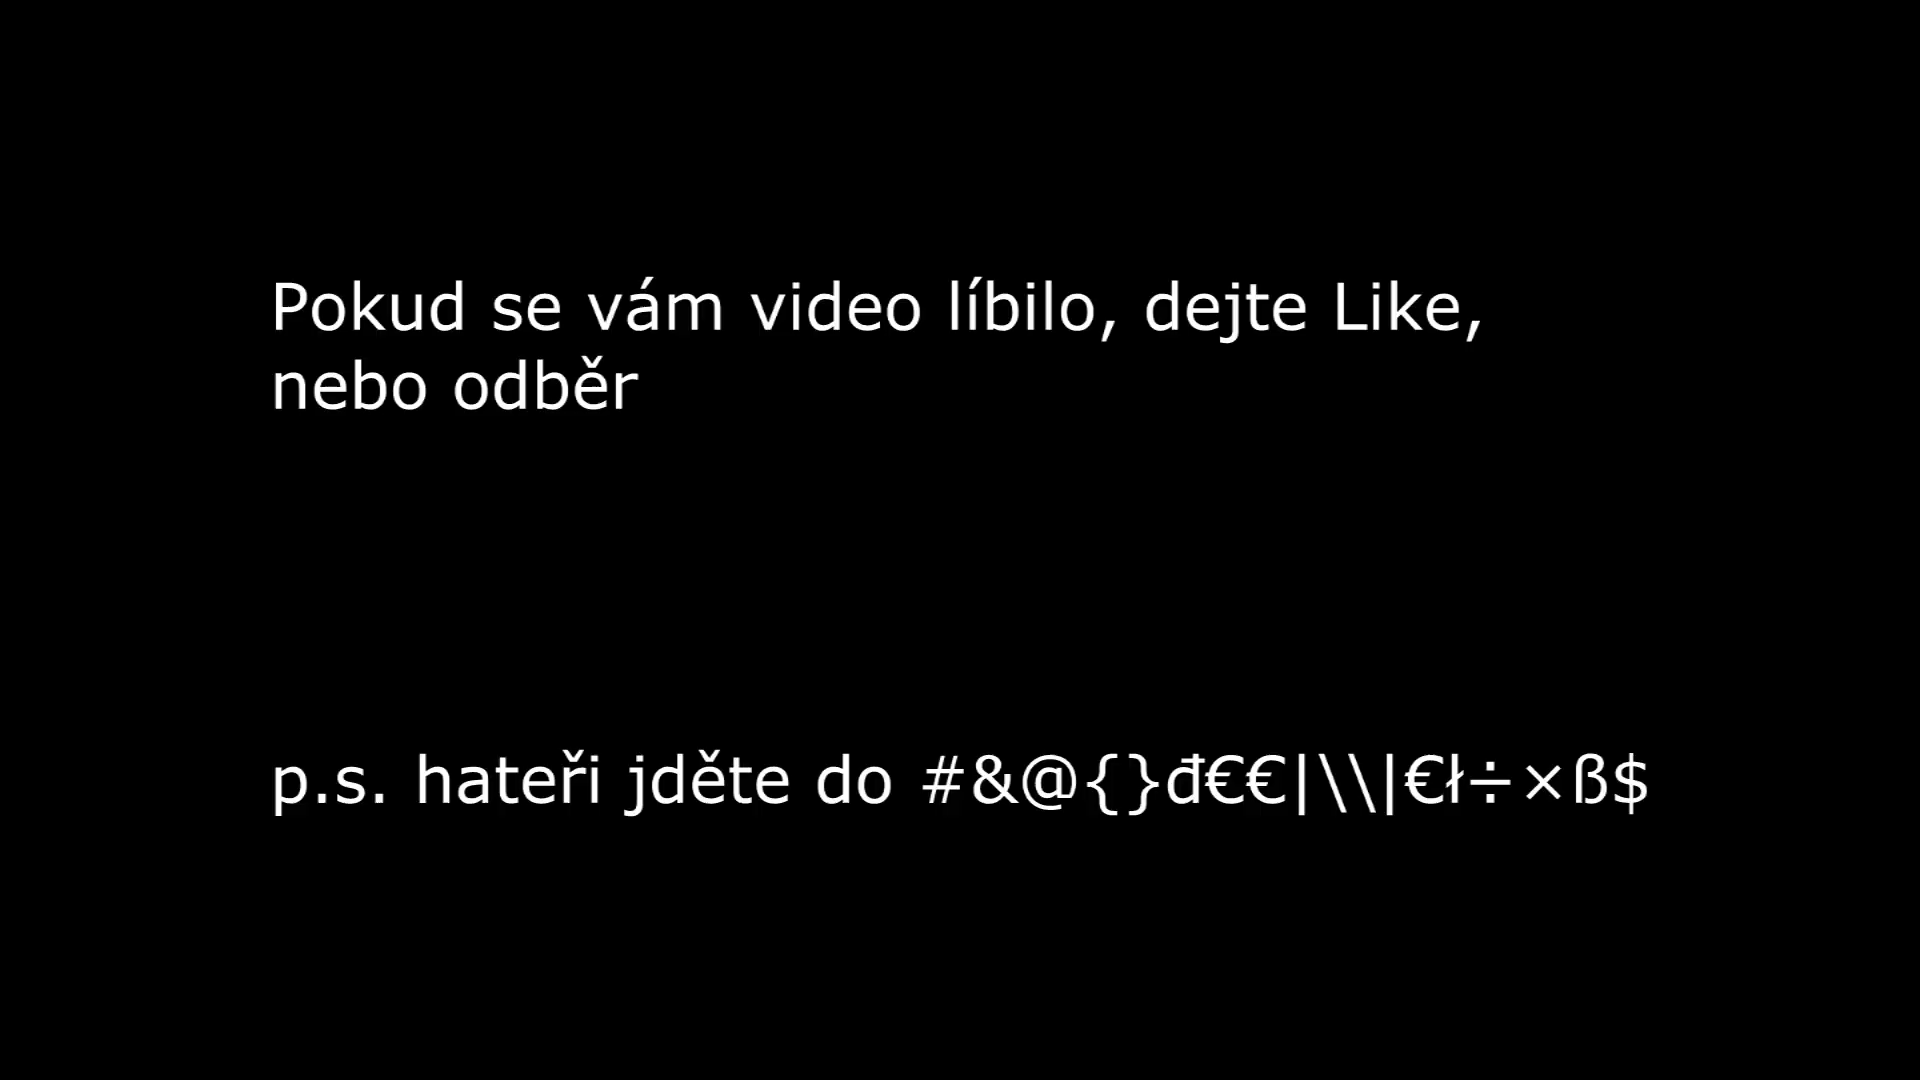 Pokud se vám video líbilo, dejte Like,
nebo odběr
p.s. hateři jděte do #&@{}đ€€|\\|€ł÷×ß$